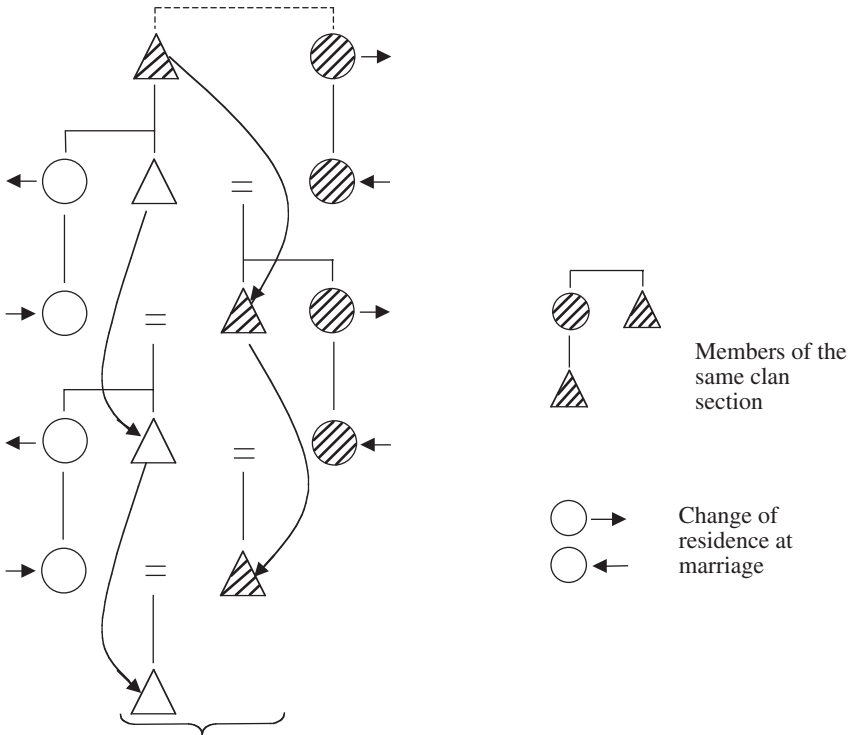 Members of the
same clan
section
Change of
residence at
marriage